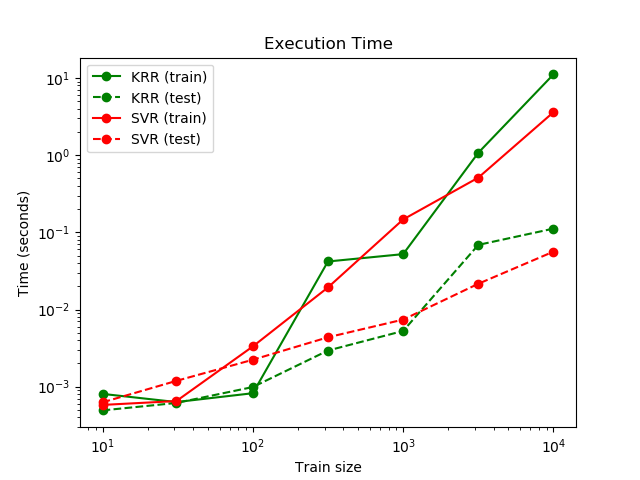 Execution Time
KRR (train)
KRR (test)
SVR (train)
SVR (test)
Time (seconds)
10¹
10⁰
10⁻¹
10⁻²
10⁻³
10¹
10²
10³
10⁴
Train size